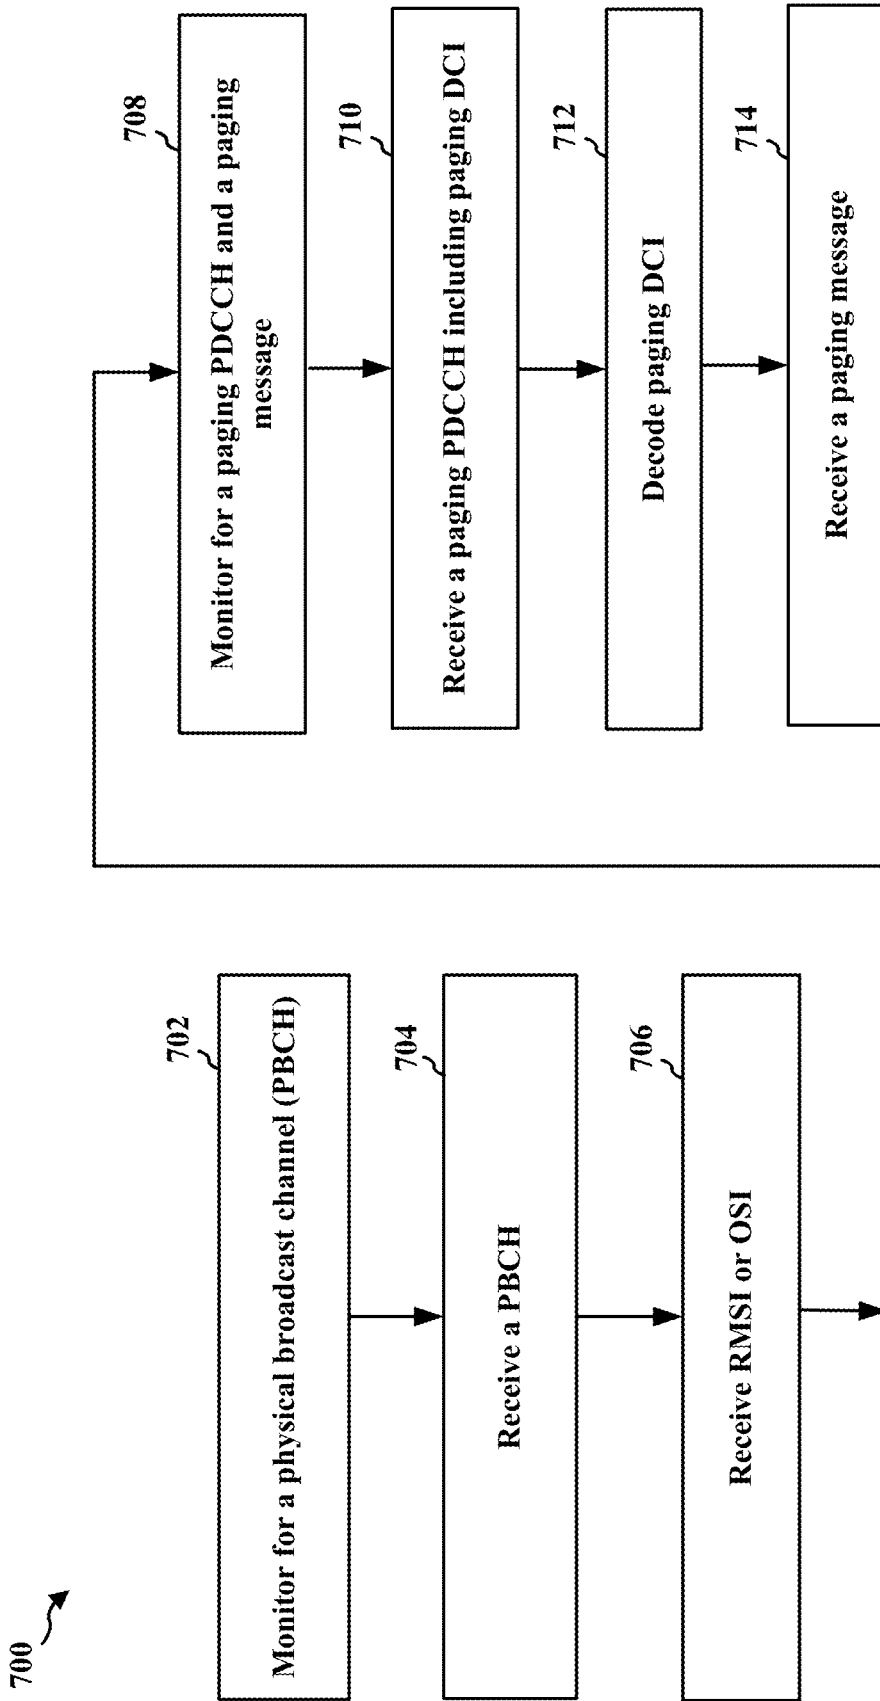 700
702
Monitor for a physical broadcast channel (PBCH)
704
Receive a PBCH
706
Receive RMSI or OSI
708
Monitor for a paging PDCCH and a paging
message
710
Receive a paging PDCCH including paging DCI
712
Decode paging DCI
714
Receive a paging message